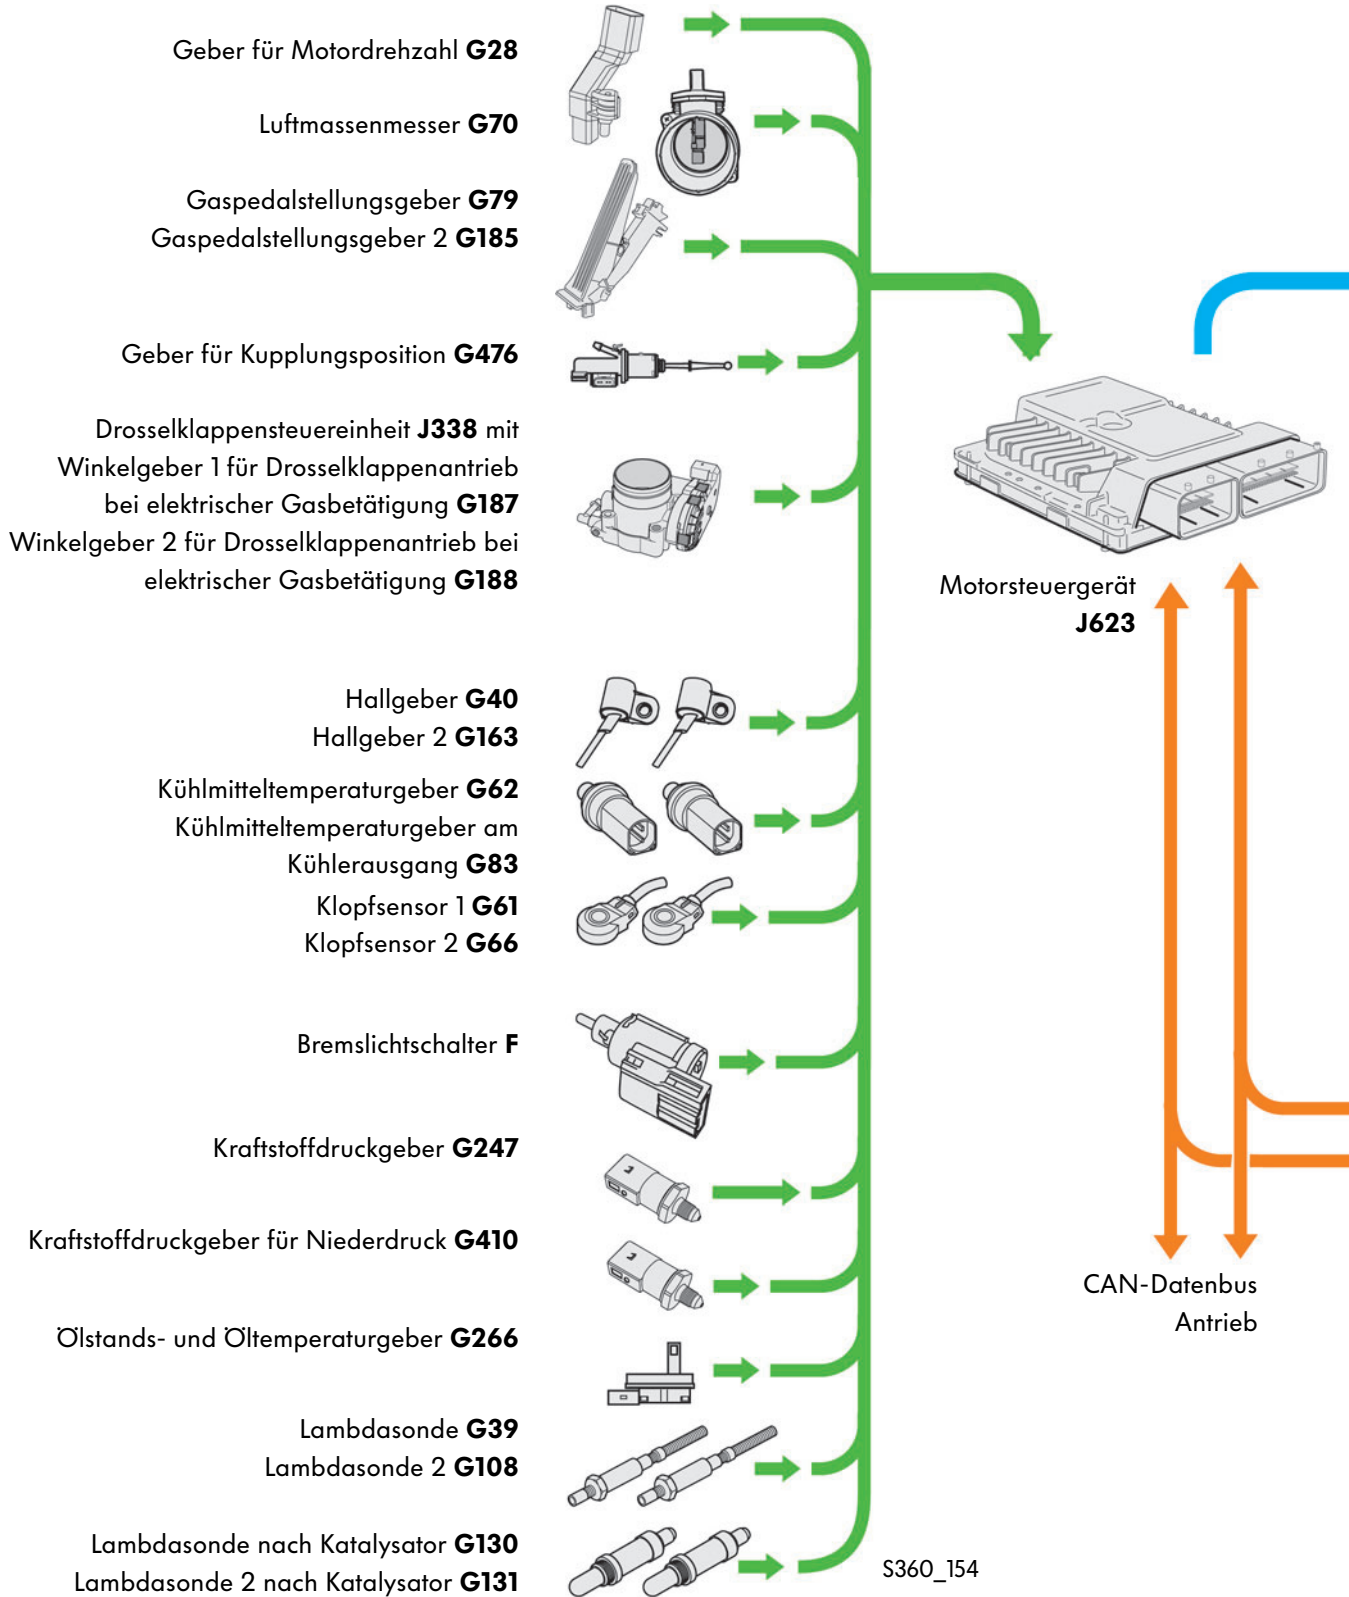 Geber für Motordrehzahl G28
Luftmassenmesser G70
Gaspedalstellungsgeber G79
Gaspedalstellungsgeber 2 G185
Geber für Kupplungsposition G476
Drosselklappensteuereinheit J338 mit
Winkelgeber 1 für Drosselklappenantrieb
bei elektrischer Gasbetätigung G187
Winkelgeber 2 für Drosselklappenantrieb bei
elektrischer Gasbetätigung G188
Motorsteuergerät
J623
Hallgeber G40
Hallgeber 2 G163
Kühlmitteltemperaturgeber G62
Kühlmitteltemperaturgeber am
Kühlerausgang G83
Klopfsensor 1 G61
Klopfsensor 2 G66
Bremslichtschalter F
Kraftstoffdruckgeber G247
Kraftstoffdruckgeber für Niederdruck G410
CAN-Datenbus
Antrieb
Ölstands- und Öltemperaturgeber G266
Lambdasonde G39
Lambdasonde 2 G108
Lambdasonde nach Katalysator G130
Lambdasonde 2 nach Katalysator G131
S360_154